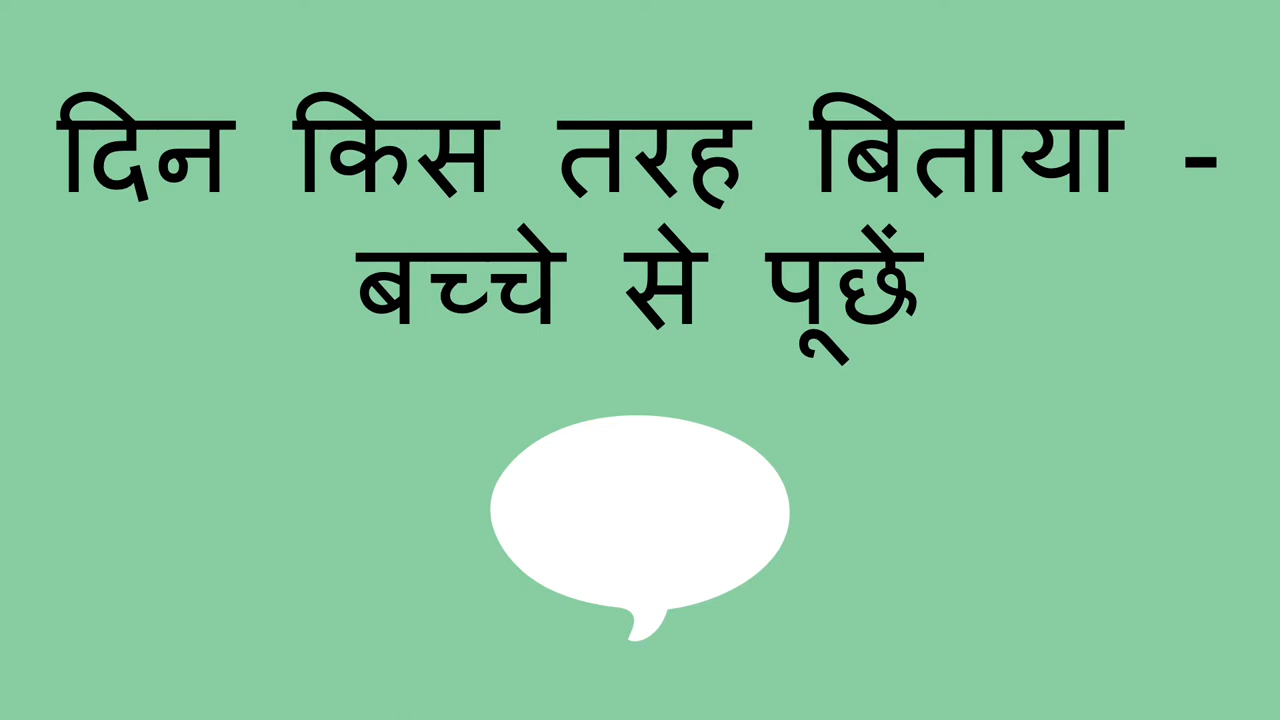 दिन किस तरह बिताया -
बच्चे से पूछें